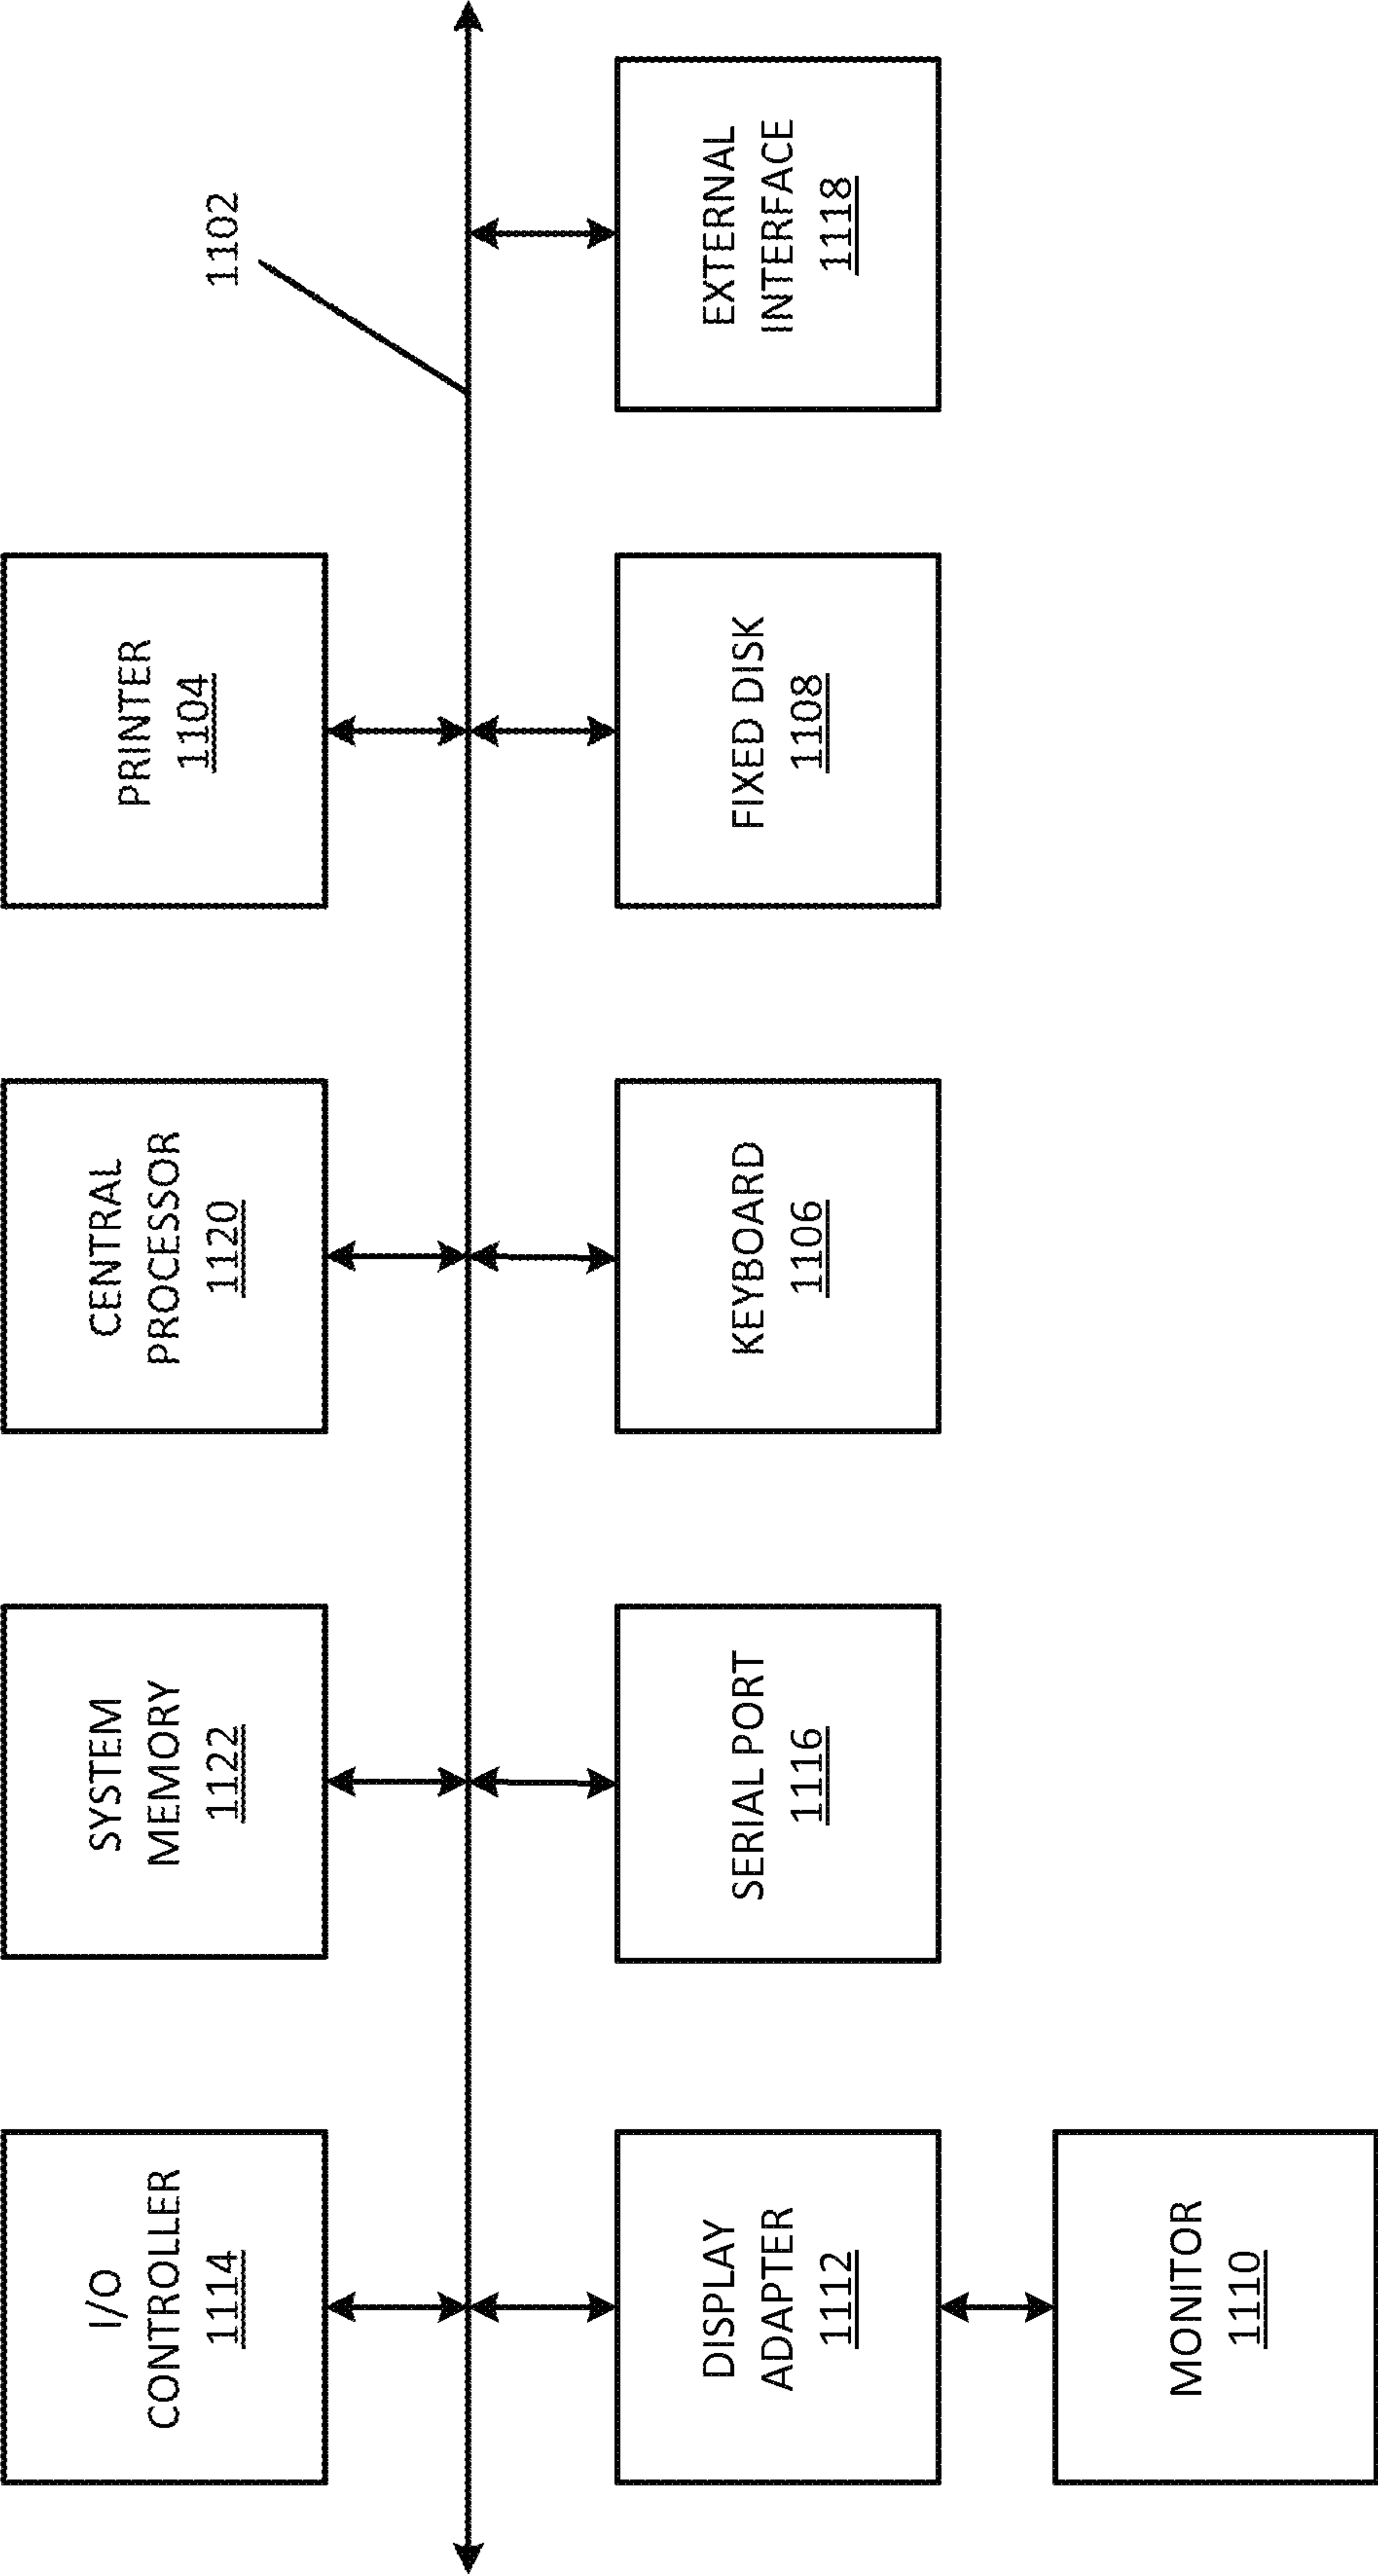 I/O
CONTROLLER
1114
SYSTEM
MEMORY
1122
CENTRAL
PROCESSOR
1120
PRINTER
1104
1102
DISPLAY
ADAPTER
1112
SERIAL PORT
1116
KEYBOARD
1106
FIXED DISK
1108
EXTERNAL
INTERFACE
1118
MONITOR
1110